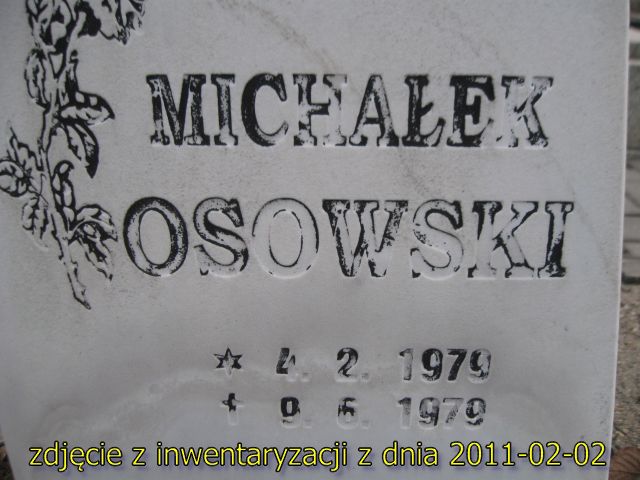 MICHAŁEK
OSOWSKI
* 4. 2. 1979
† 9. 6. 1979
zdjęcie z inwentaryzacji z dnia 2011-02-02